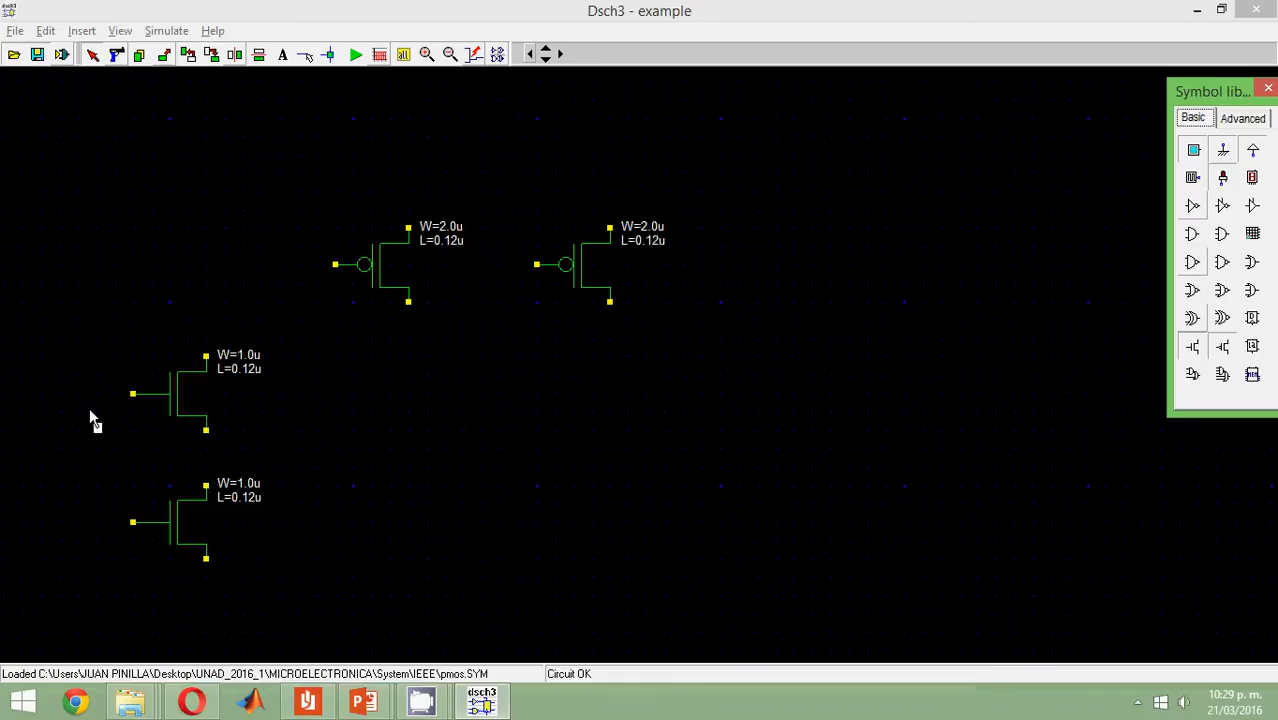 dsch3
Dsch3 - example
File Edit Insert View Simulate Help
A
all
Symbol lib...
Basic Advanced
W=2.0u
L=0.12u
W=2.0u
L=0.12u
W=1.0u
L=0.12u
W=1.0u
L=0.12u
Loaded C:\Users\JUAN PINILLA\Desktop\UNAD_2016_1\MICROELECTRONICA\System\IEEE\pmos.SYM
Circuit OK
dsch3
10:29 p. m.
21/03/2016